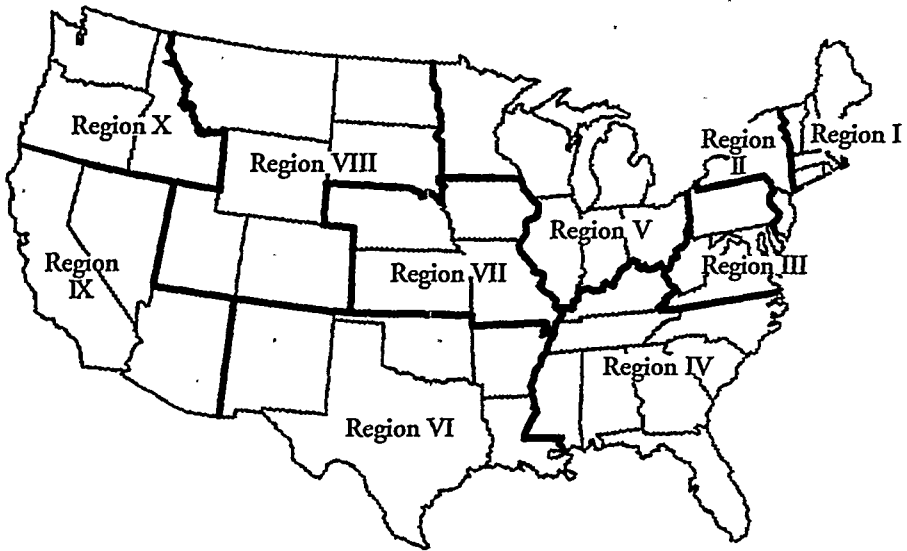 Region X
Region VIII
Region
II
Region I
Region V
Region
IX
Region VII
Region III
Region IV
Region VI